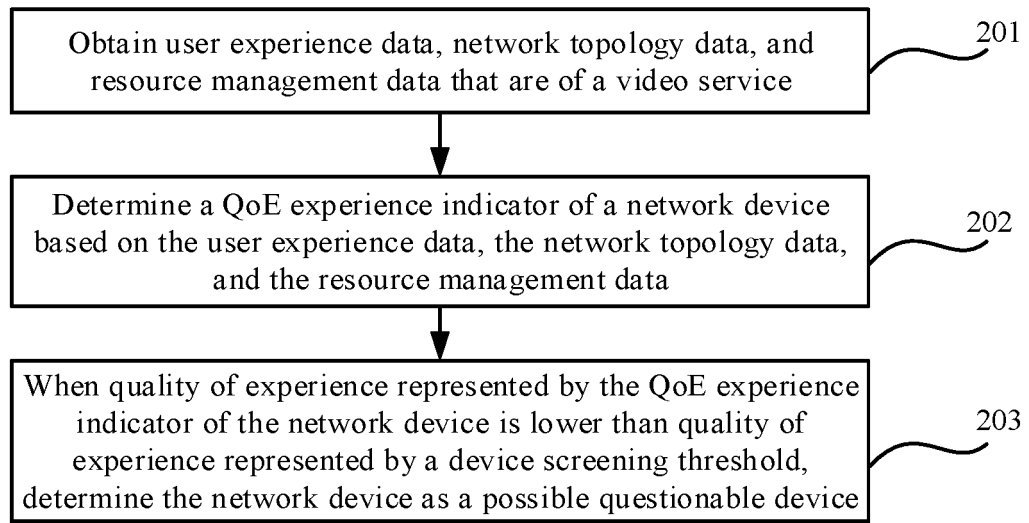 Obtain user experience data, network topology data, and
resource management data that are of a video service
201
Determine a QoE experience indicator of a network device
based on the user experience data, the network topology data,
and the resource management data
202
When quality of experience represented by the QoE experience
indicator of the network device is lower than quality of
experience represented by a device screening threshold,
determine the network device as a possible questionable device
203